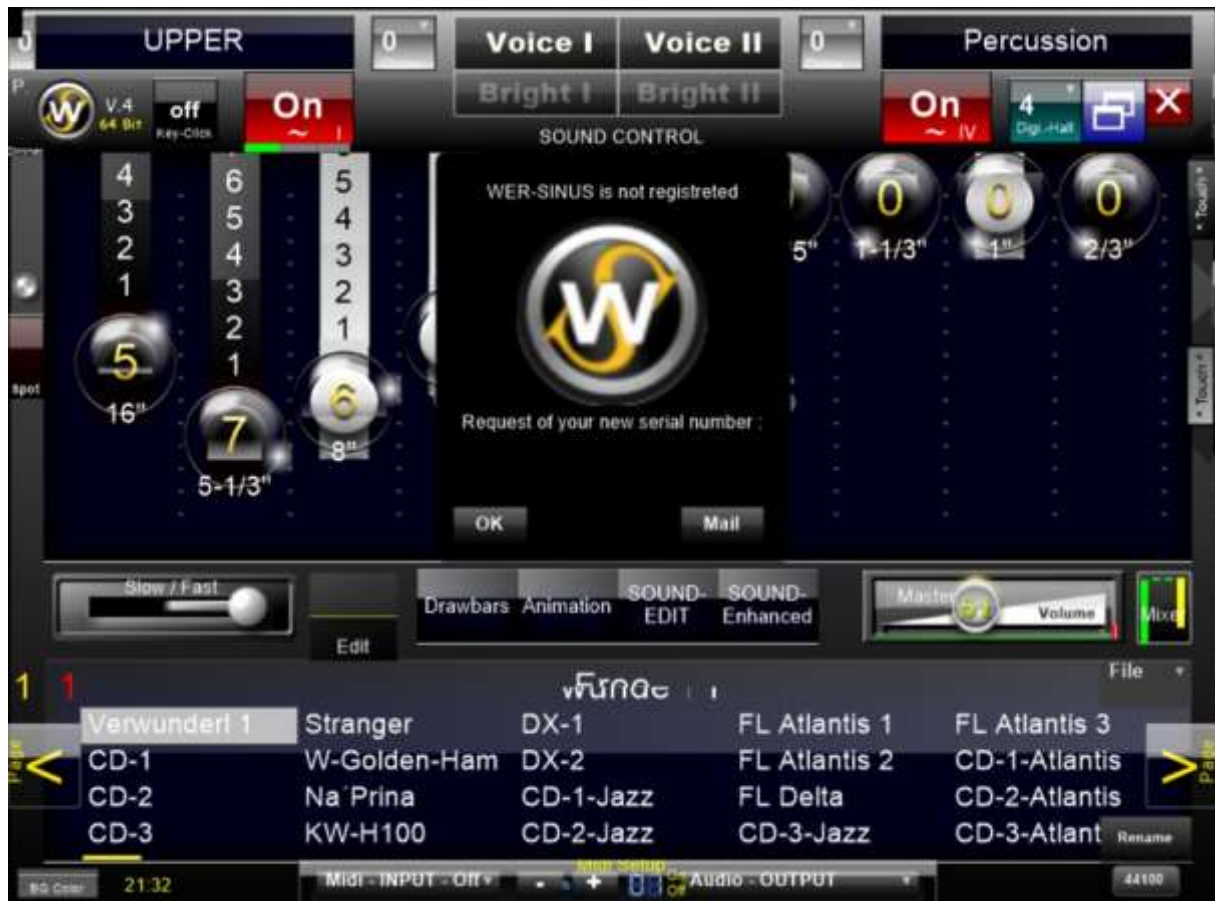 UPPER
0
Voice I
Voice II
0
Percussion
Bright I
Bright II
P
W
V.4
64 Bit
off
Key-Click
On
~ I
SOUND CONTROL
On
~ IV
4
Digi.-Hall
X
WER-SINUS is not registreted
W
Request of your new serial number :
OK
Mail
4
3
2
1
5
16"
6
5
4
3
2
1
7
5-1/3"
5
4
3
2
1
6
8"
5"
0
1-1/3"
0
1"
0
2/3"
* Touch *
* Touch *
spot
Slow / Fast
Edit
Drawbars
Animation
SOUND-
EDIT
SOUND-
Enhanced
Master
Volume
Mixer
File
1
1
Verwunderl 1
Stranger
DX-1
FL Atlantis 1
FL Atlantis 3
CD-1
W-Golden-Ham
DX-2
FL Atlantis 2
CD-1-Atlantis
CD-2
Na´Prina
CD-1-Jazz
FL Delta
CD-2-Atlantis
CD-3
KW-H100
CD-2-Jazz
CD-3-Jazz
CD-3-Atlant
Page
<
>
Page
Rename
BG Color
21:32
Midi - INPUT - Off
Midi Setup
-
+
01
On
Off
Audio - OUTPUT
44100